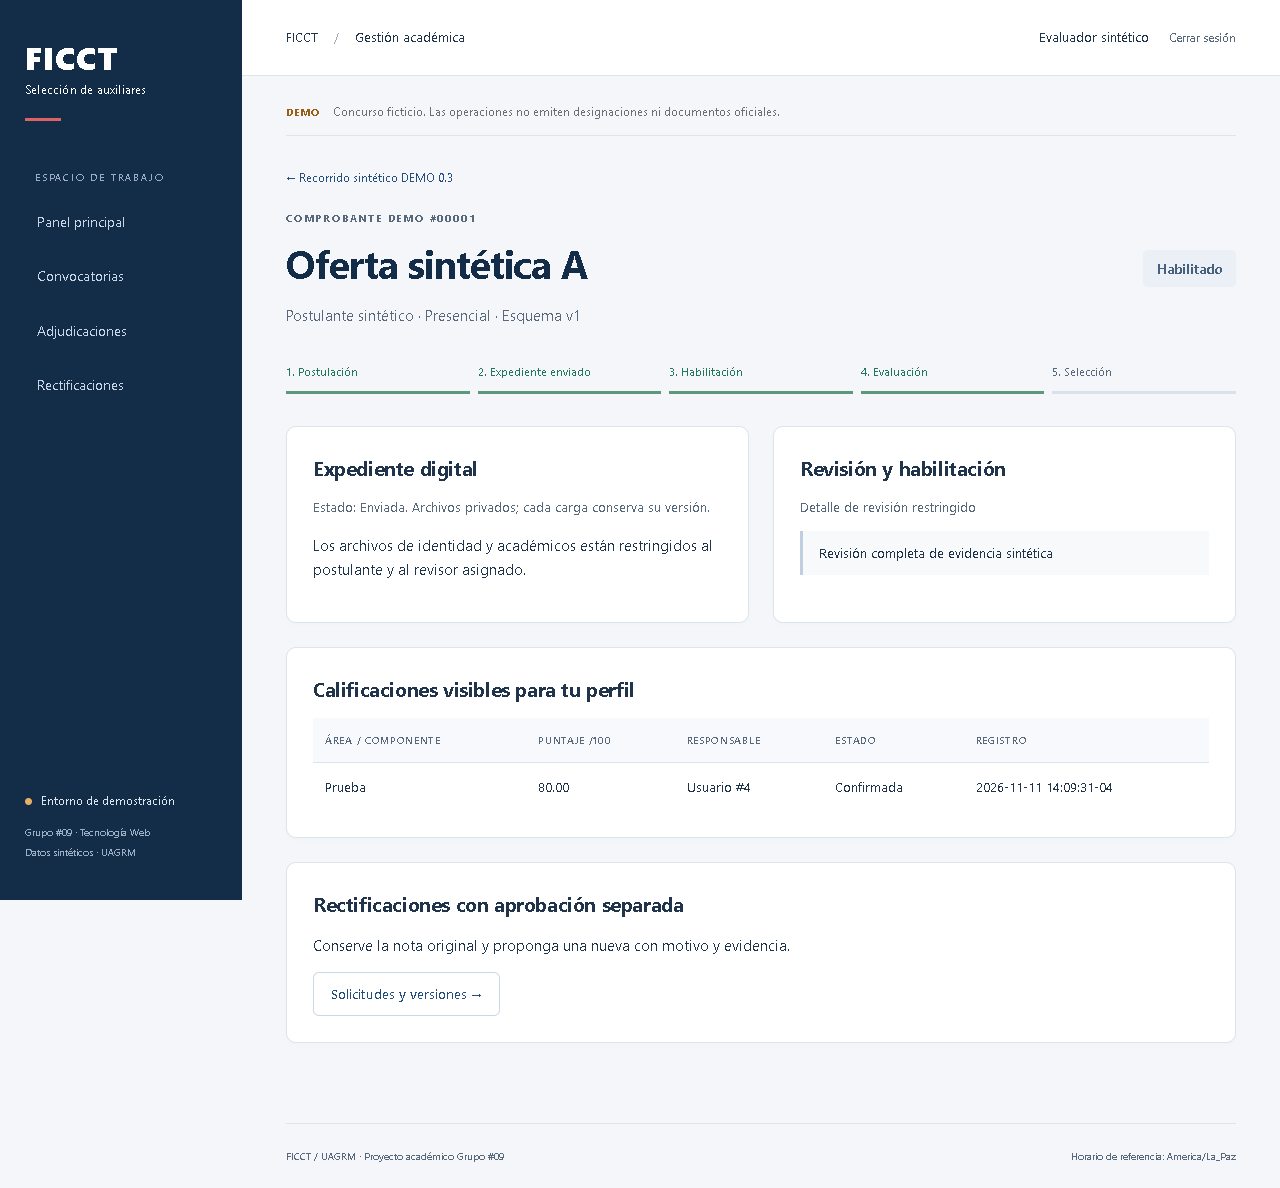 FICCT
Selección de auxiliares
ESPACIO DE TRABAJO
Panel principal
Convocatorias
Adjudicaciones
Rectificaciones
Entorno de demostración
Grupo #09 · Tecnología Web
Datos sintéticos · UAGRM
FICCT / Gestión académica
Evaluador sintético Cerrar sesión
DEMO Concurso ficticio. Las operaciones no emiten designaciones ni documentos oficiales.
← Recorrido sintético DEMO 0.3
COMPROBANTE DEMO #00001
Oferta sintética A
Habilitado
Postulante sintético · Presencial · Esquema v1
1. Postulación 2. Expediente enviado 3. Habilitación 4. Evaluación 5. Selección
Expediente digital
Estado: Enviada. Archivos privados; cada carga conserva su versión.
Los archivos de identidad y académicos están restringidos al
postulante y al revisor asignado.
Revisión y habilitación
Detalle de revisión restringido
Revisión completa de evidencia sintética
Calificaciones visibles para tu perfil
ÁREA / COMPONENTE PUNTAJE /100 RESPONSABLE ESTADO REGISTRO
Prueba 80.00 Usuario #4 Confirmada 2026-11-11 14:09:31-04
Rectificaciones con aprobación separada
Conserve la nota original y proponga una nueva con motivo y evidencia.
Solicitudes y versiones →
FICCT / UAGRM · Proyecto académico Grupo #09
Horario de referencia: America/La_Paz